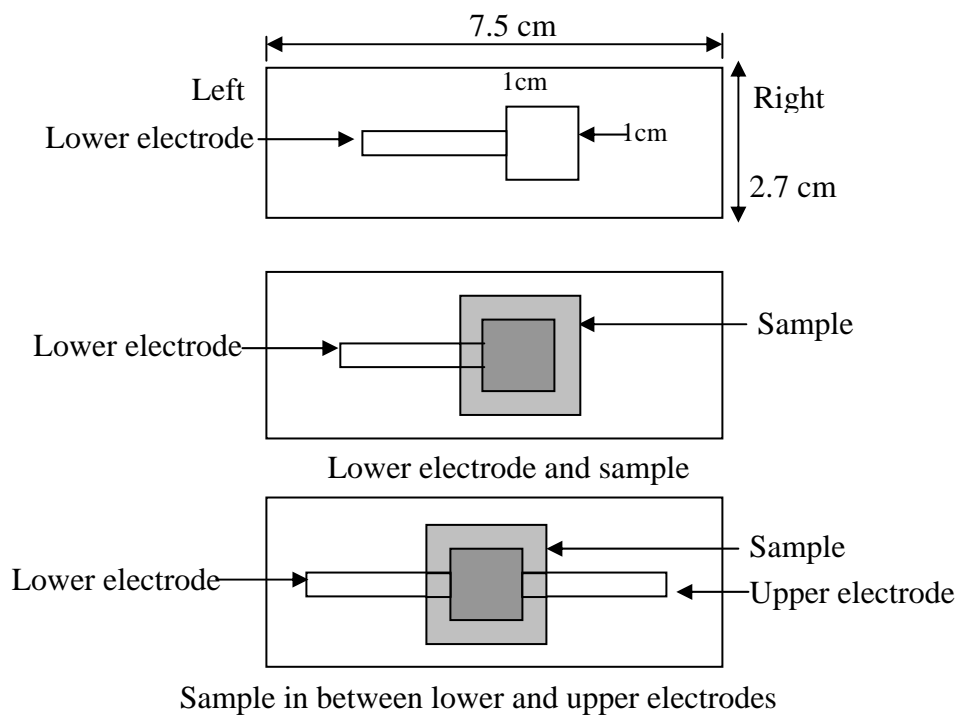 7.5 cm
Left
1cm
Right
Lower electrode
1cm
2.7 cm
Sample
Lower electrode
Lower electrode and sample
Sample
Lower electrode
Upper electrode
Sample in between lower and upper electrodes